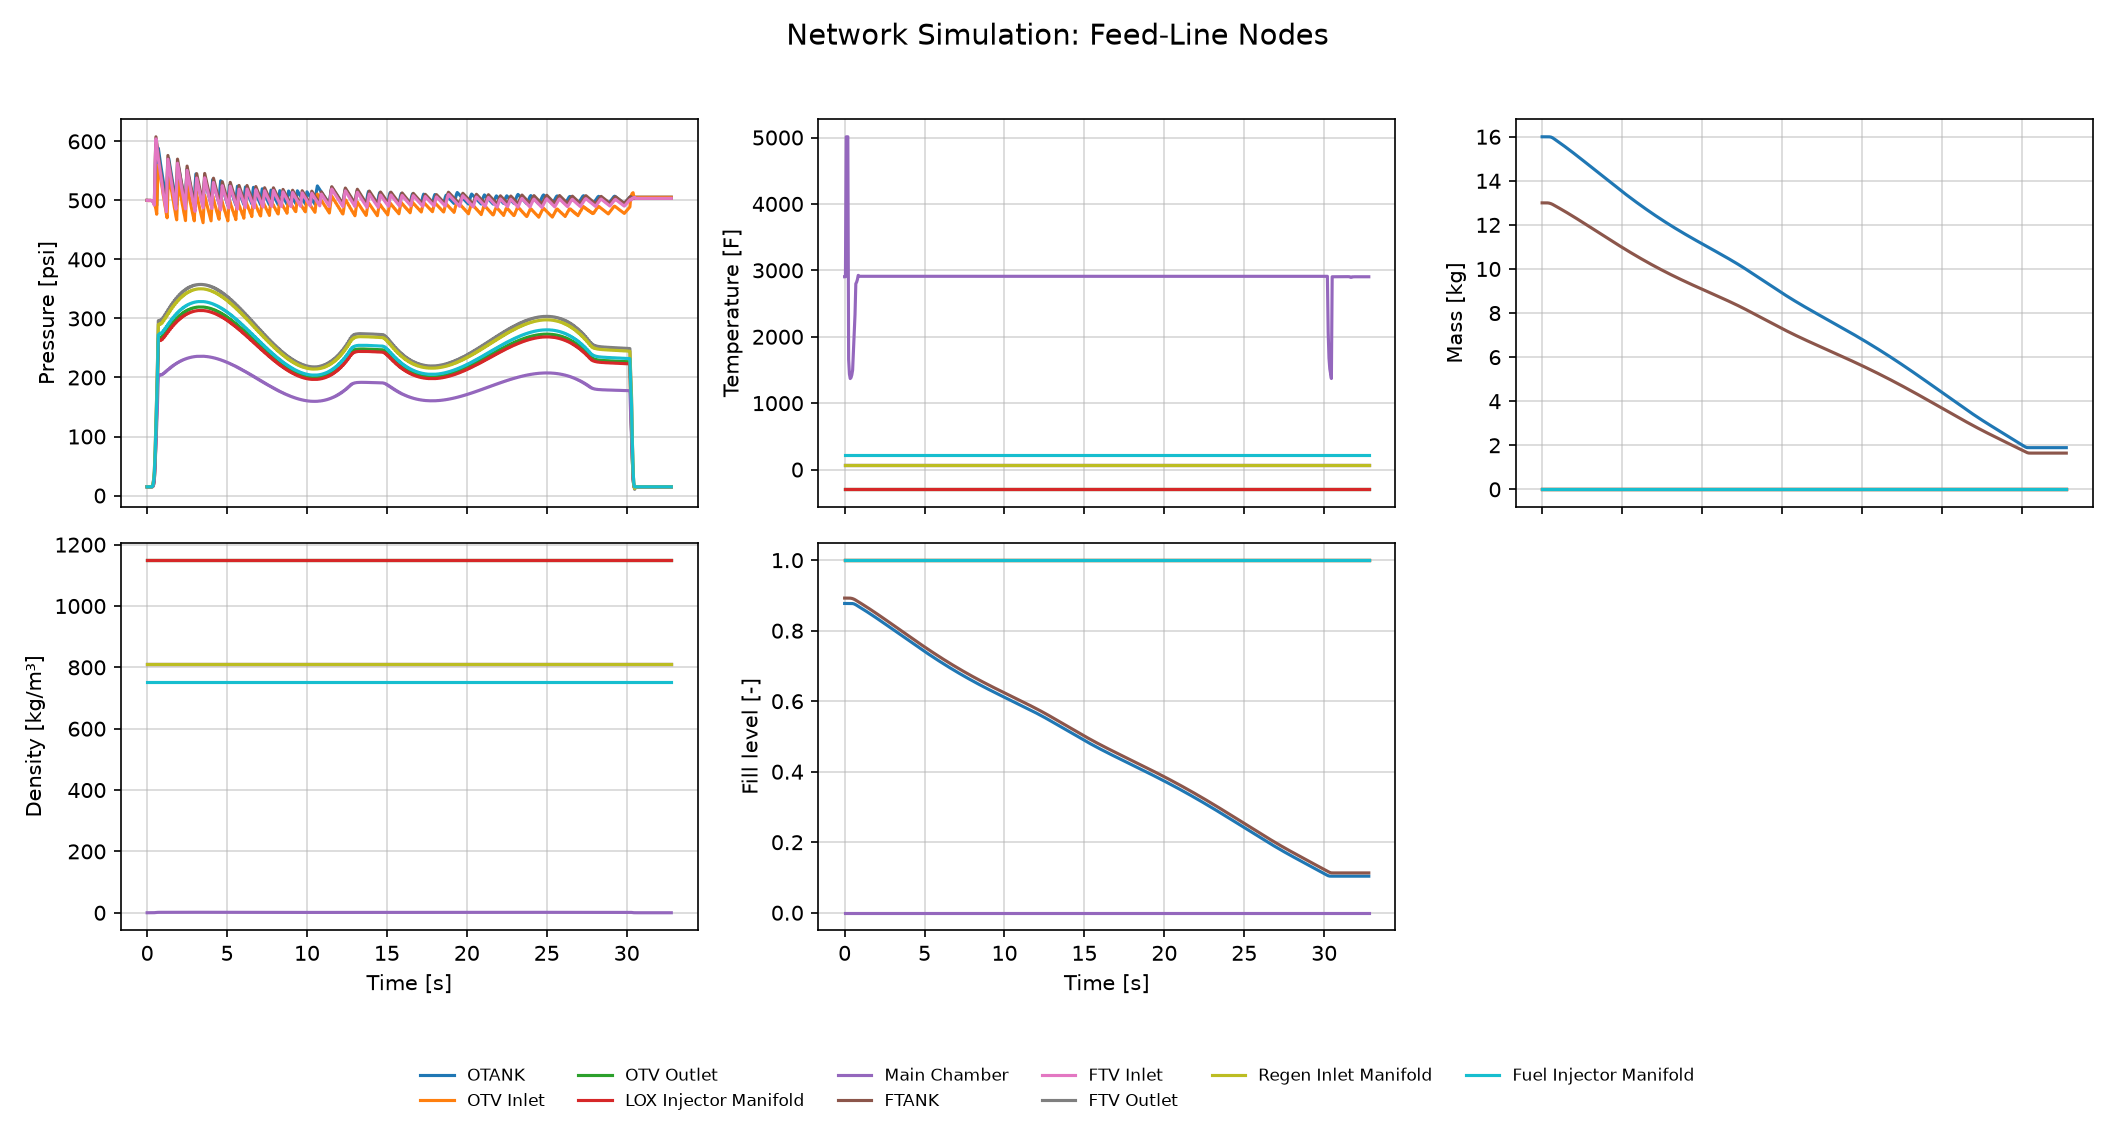 Network Simulation: Feed-Line Nodes
Pressure [psi]
600
500
400
300
200
100
0
Temperature [F]
5000
4000
3000
2000
1000
0
Mass [kg]
16
14
12
10
8
6
4
2
0
Density [kg/m³]
1200
1000
800
600
400
200
0
0 5 10 15 20 25 30
Time [s]
Fill level [-]
1.0
0.8
0.6
0.4
0.2
0.0
0 5 10 15 20 25 30
Time [s]
OTANK OTV Outlet Main Chamber FTV Inlet Regen Inlet Manifold Fuel Injector Manifold
OTV Inlet LOX Injector Manifold FTANK FTV Outlet